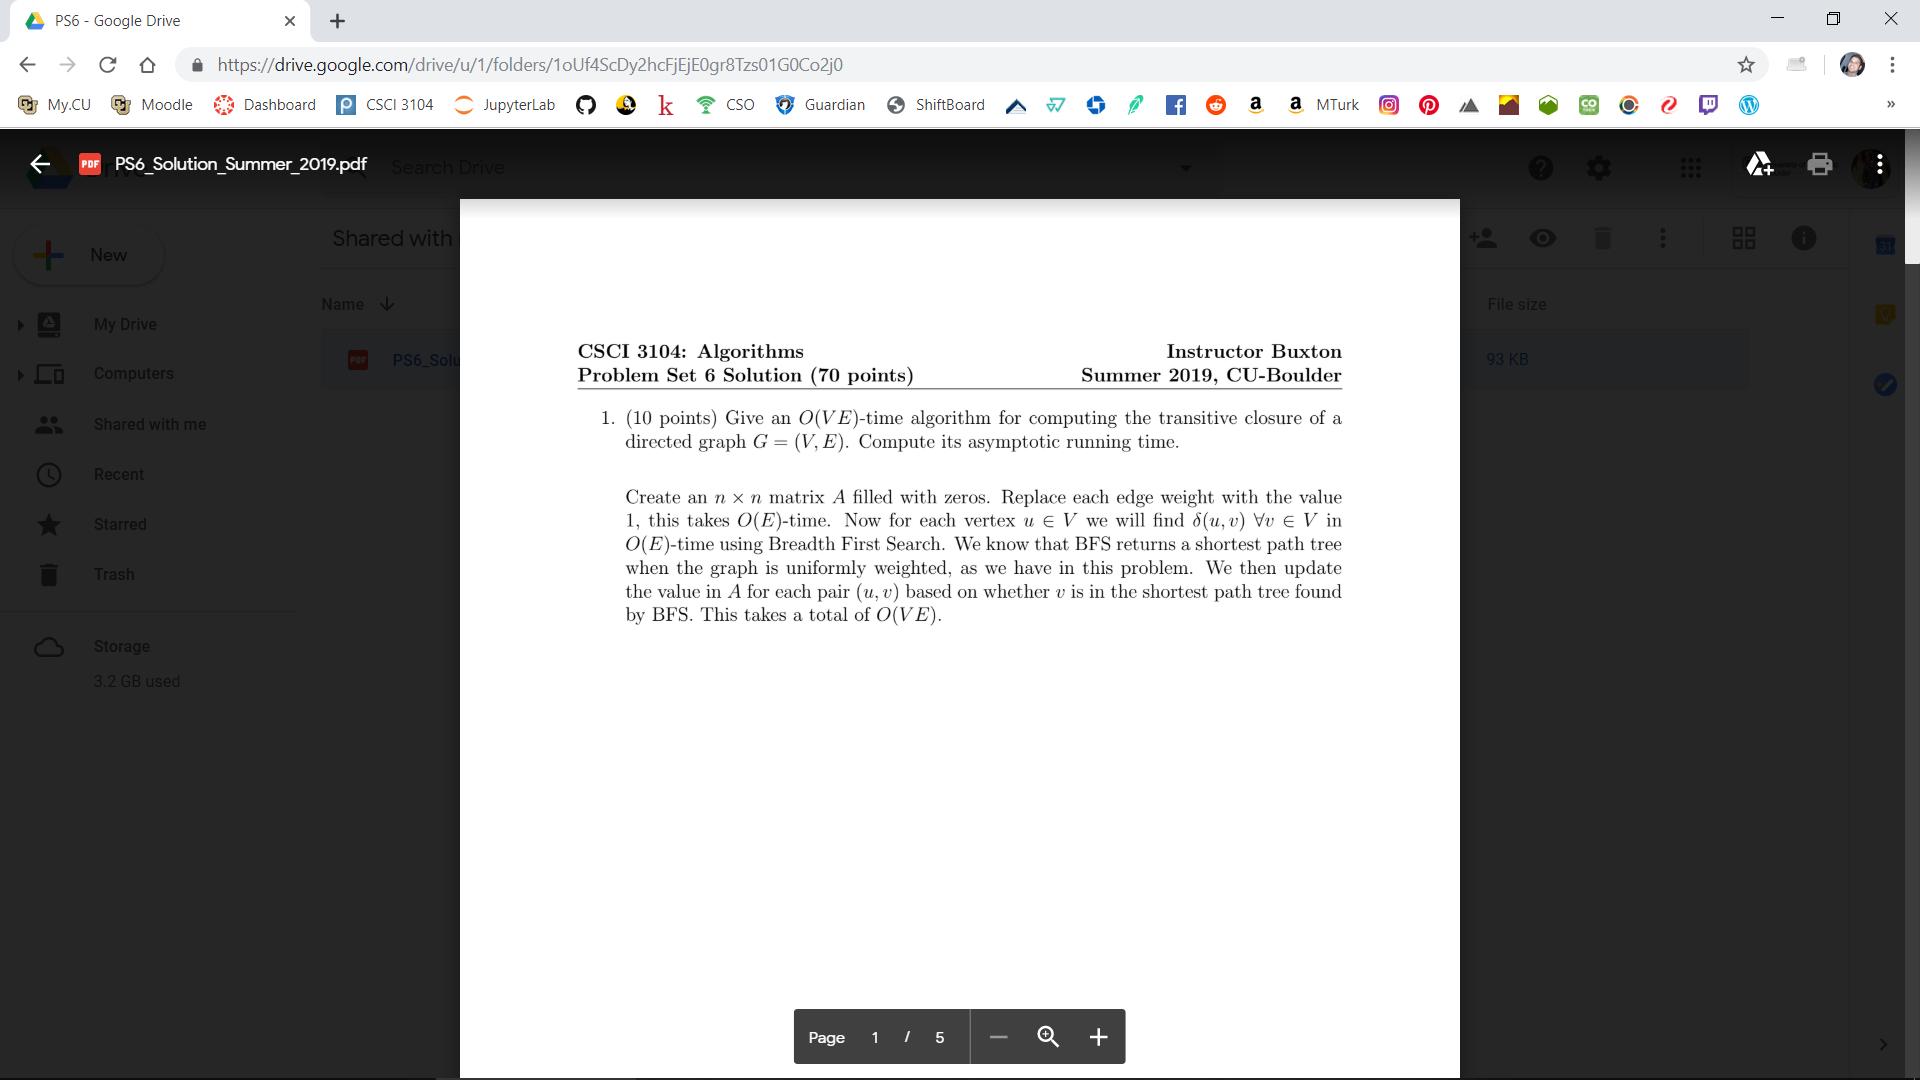 PS6 - Google Drive
https://drive.google.com/drive/u/1/folders/1oUf4ScDy2hcFjEjE0gr8Tzs01G0Co2j0
My.CU Moodle Dashboard CSCI 3104 JupyterLab CSO Guardian ShiftBoard MTurk »
PDF PS6_Solution_Summer_2019.pdf Search Drive
New
Shared with
Name
File size
My Drive
PDF PS6_Solu
93 KB
Computers
Shared with me
Recent
Starred
Trash
Storage
3.2 GB used
CSCI 3104: Algorithms Instructor Buxton
Problem Set 6 Solution (70 points) Summer 2019, CU-Boulder
1. (10 points) Give an O(VE)-time algorithm for computing the transitive closure of a
directed graph G = (V, E). Compute its asymptotic running time.
Create an n × n matrix A filled with zeros. Replace each edge weight with the value
1, this takes O(E)-time. Now for each vertex u ∈ V we will find δ(u, v) ∀v ∈ V in
O(E)-time using Breadth First Search. We know that BFS returns a shortest path tree
when the graph is uniformly weighted, as we have in this problem. We then update
the value in A for each pair (u, v) based on whether v is in the shortest path tree found
by BFS. This takes a total of O(VE).
Page 1 / 5